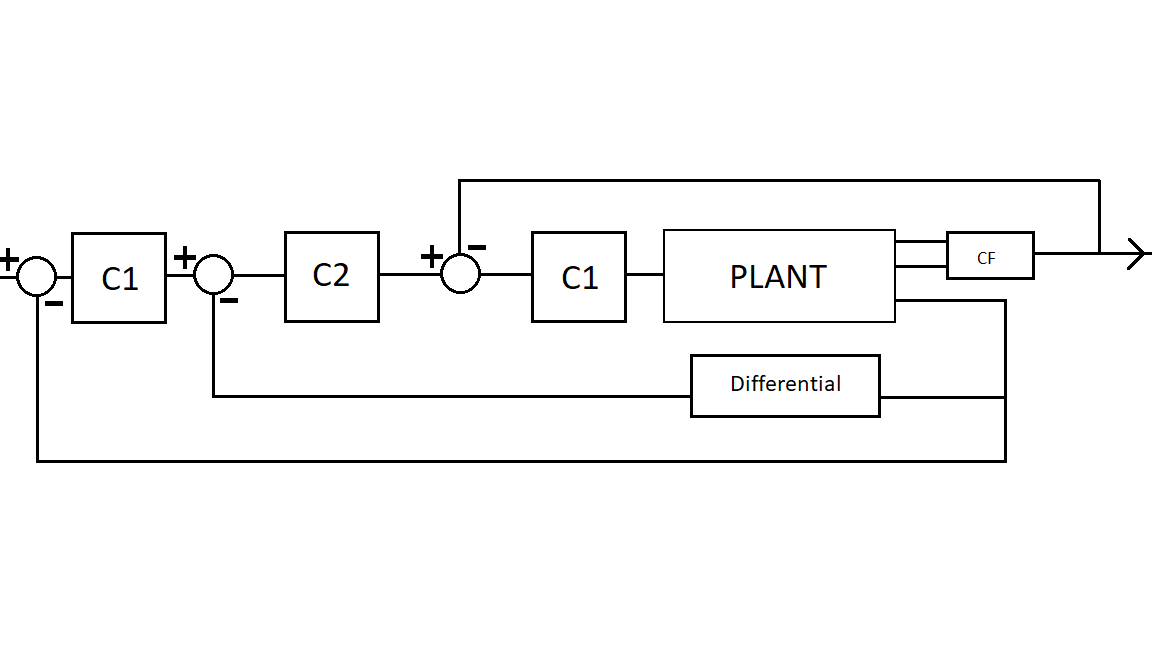 +
C1
+
C2
+
C1
PLANT
CF
−
−
−
Differential